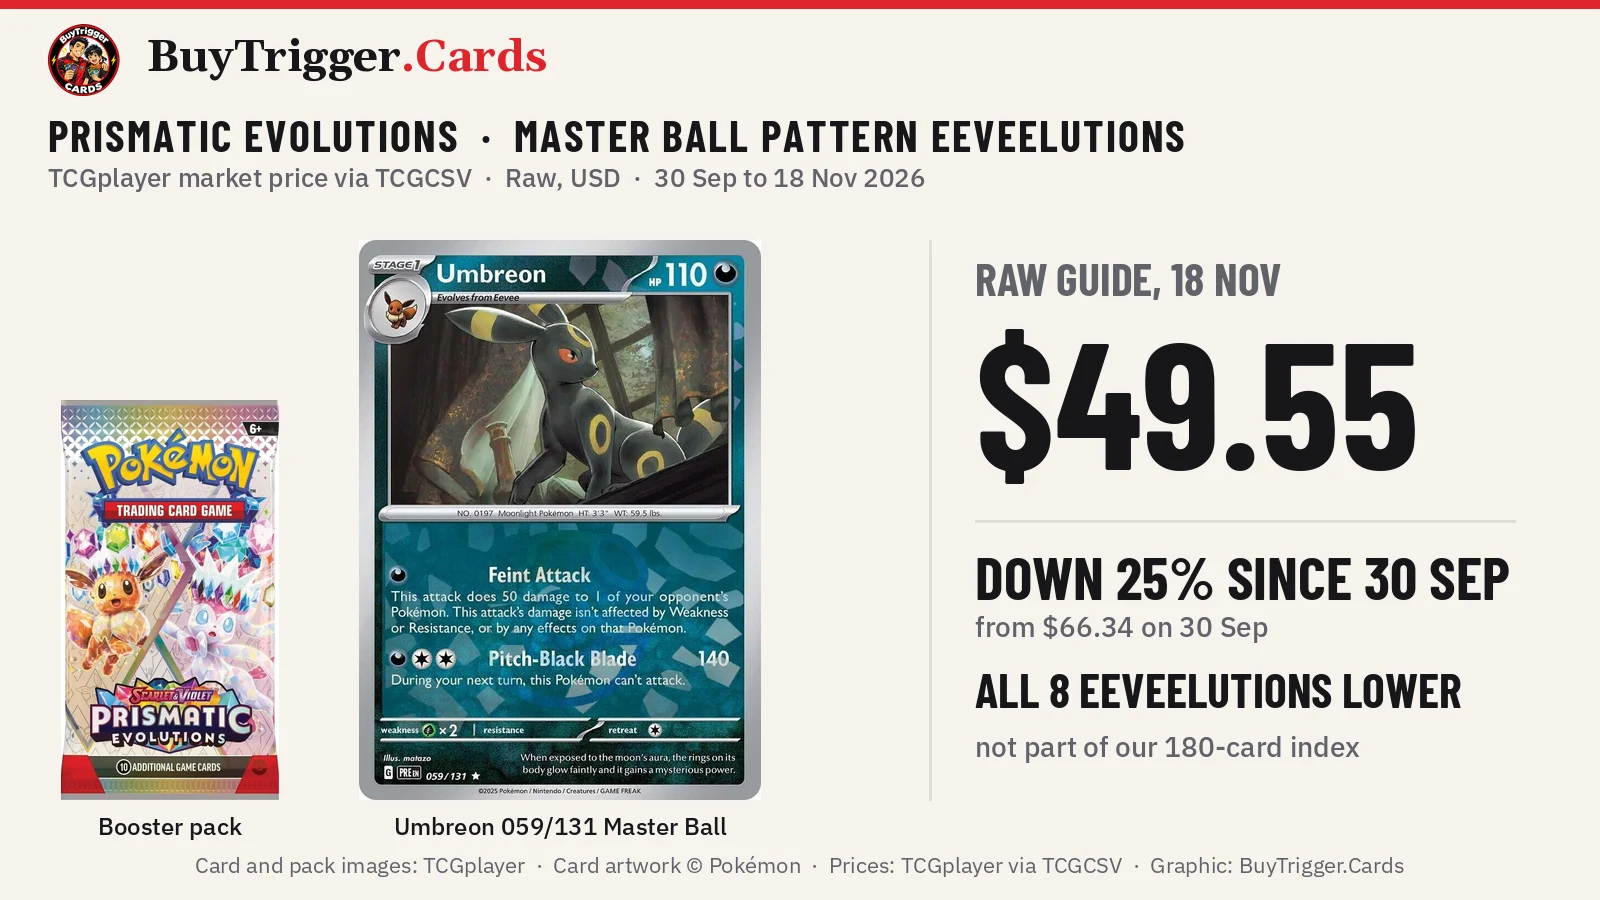 BuyTrigger
CARDS
BuyTrigger.Cards
PRISMATIC EVOLUTIONS · MASTER BALL PATTERN EEVEELUTIONS
TCGplayer market price via TCGCSV · Raw, USD · 30 Sep to 18 Nov 2026
6+
POKéMON
TRADING CARD GAME
SCARLET & VIOLET
PRISMATIC
EVOLUTIONS
10 ADDITIONAL GAME CARDS
Booster pack
STAGE 1
Umbreon
HP 110
Evolves from Eevee
NO. 0197 Moonlight Pokémon HT: 3'3" WT: 59.5 lbs.
Feint Attack
This attack does 50 damage to 1 of your opponent's
Pokémon. This attack's damage isn't affected by Weakness
or Resistance, or by any effects on that Pokémon.
Pitch-Black Blade 140
During your next turn, this Pokémon can't attack.
weakness ×2 resistance retreat
Illus. matazo
When exposed to the moon's aura, the rings on its
body glow faintly and it gains a mysterious power.
G PRE EN 059/131 ★
©2025 Pokémon / Nintendo / Creatures / GAME FREAK
Umbreon 059/131 Master Ball
RAW GUIDE, 18 NOV
$49.55
DOWN 25% SINCE 30 SEP
from $66.34 on 30 Sep
ALL 8 EEVEELUTIONS LOWER
not part of our 180-card index
Card and pack images: TCGplayer · Card artwork © Pokémon · Prices: TCGplayer via TCGCSV · Graphic: BuyTrigger.Cards